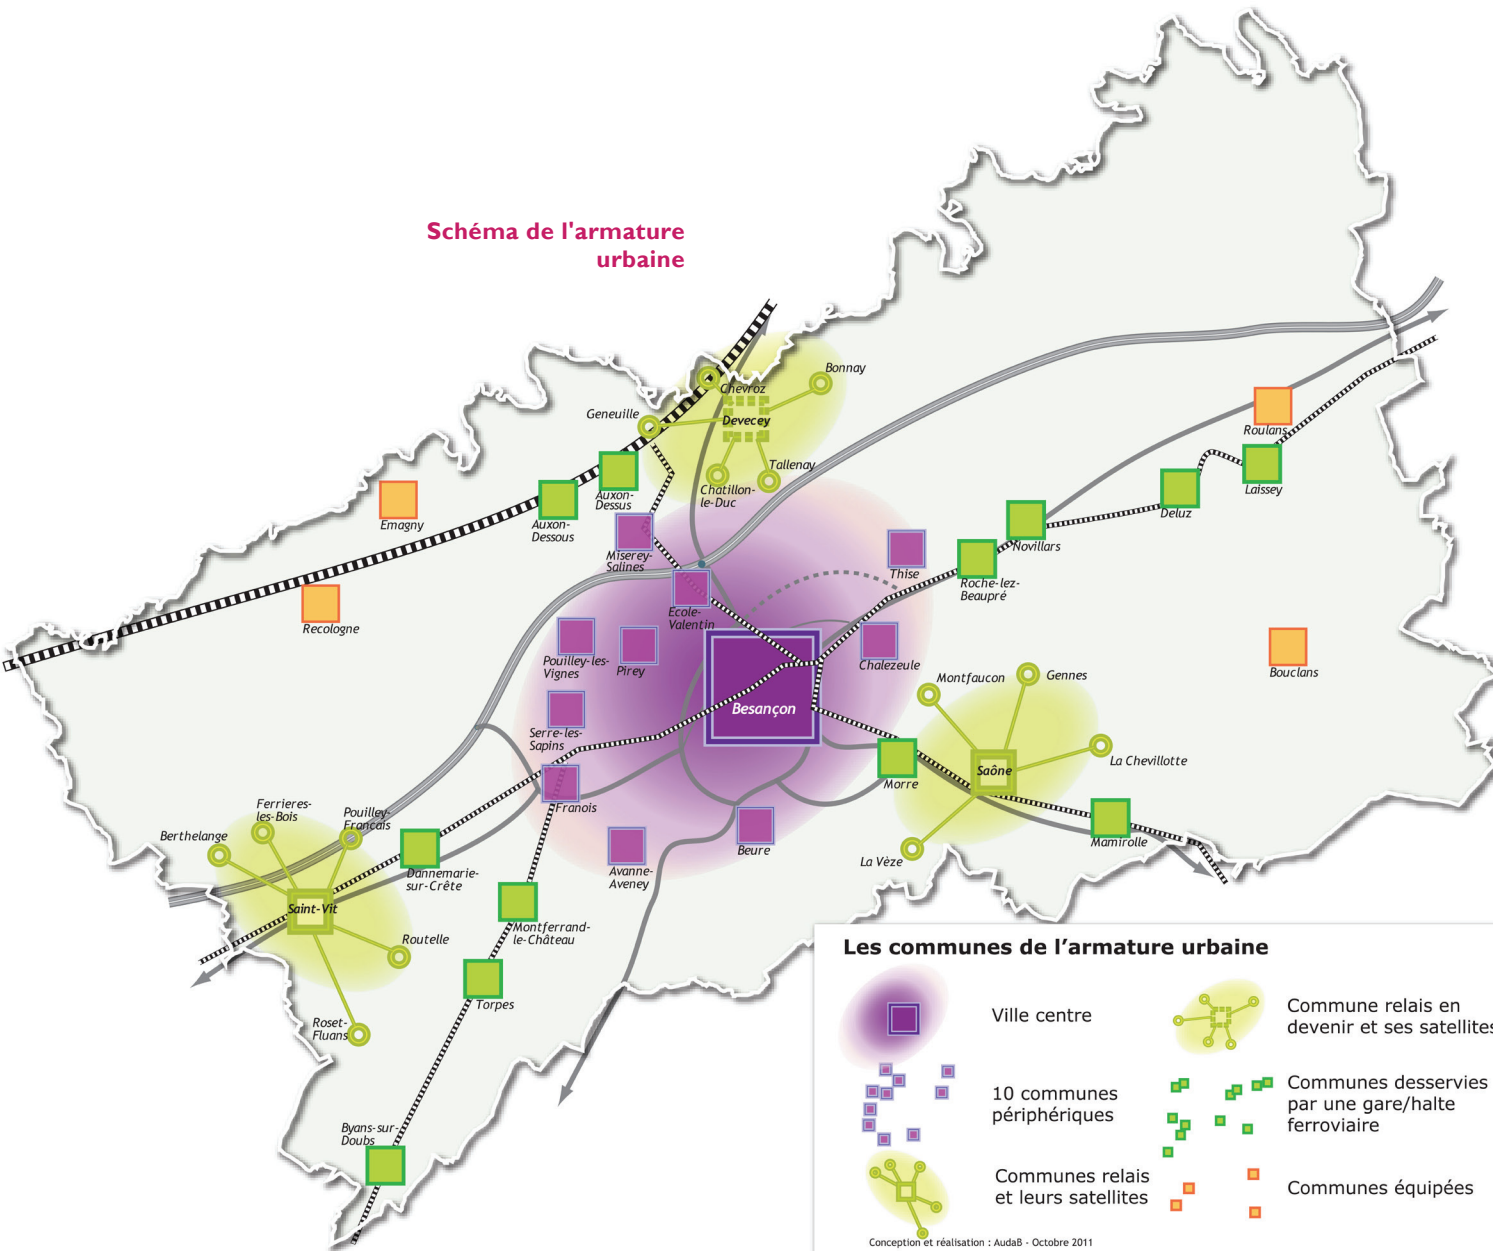 Schéma de l'armature
urbaine
Chevroz
Bonnay
Geneuille
Devecey
Tallenay
Chatillon-
le-Duc
Roulans
Laissey
Deluz
Emagny
Auxon-
Dessus
Auxon-
Dessous
Novillars
Miserey-
Salines
Thise
Roche-lez-
Beaupré
Ecole-
Valentin
Recologne
Pouilley-les-
Vignes
Pirey
Chalezeule
Bouclans
Montfaucon
Gennes
Besançon
Serre-les-
Sapins
La Chevillotte
Saône
Morre
Franois
Ferrieres-
les-Bois
Pouilley-
Francais
Berthelange
Mamirolle
Beure
La Vèze
Avanne-
Aveney
Dannemarie-
sur-Crête
Saint-Vit
Montferrand-
le-Château
Routelle
Torpes
Roset-
Fluans
Byans-sur-
Doubs
Les communes de l’armature urbaine
Ville centre
Commune relais en
devenir et ses satellites
10 communes
périphériques
Communes desservies
par une gare/halte
ferroviaire
Communes relais
et leurs satellites
Communes équipées
Conception et réalisation : AudaB - Octobre 2011